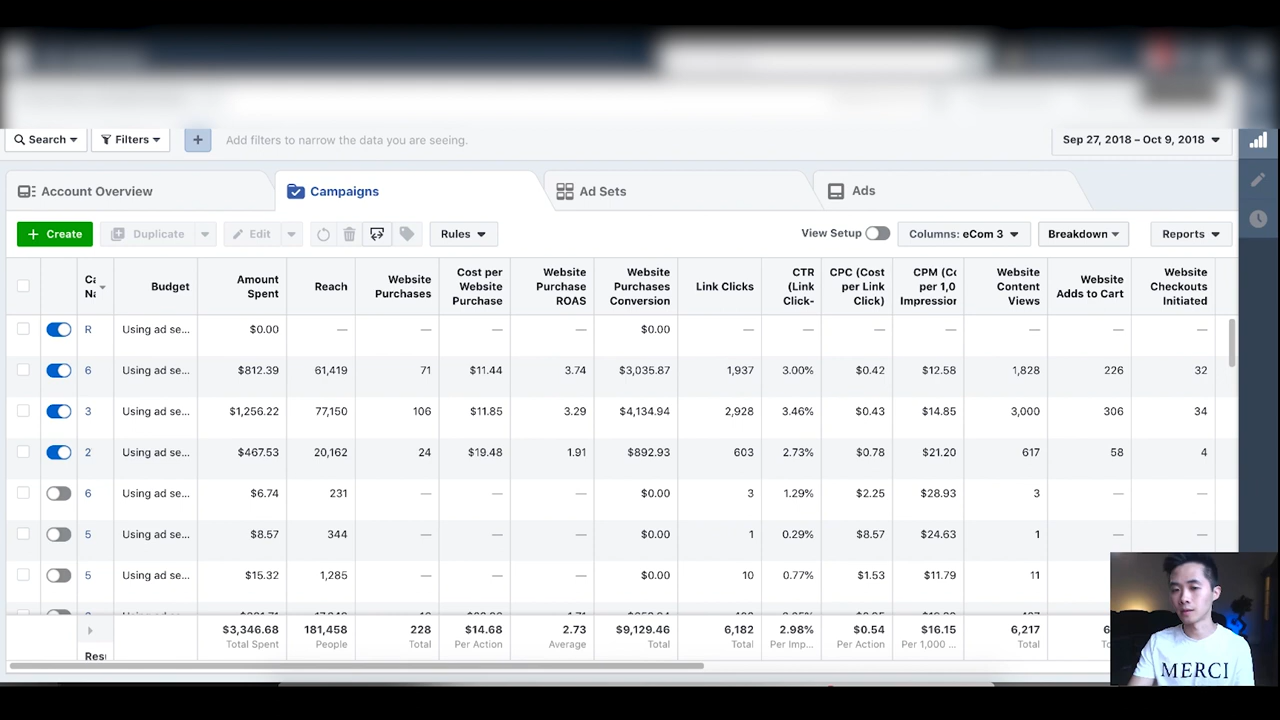 Search Filters + Add filters to narrow the data you are seeing. Sep 27, 2018 – Oct 9, 2018
Account Overview Campaigns Ad Sets Ads
+ Create Duplicate Edit Rules View Setup Columns: eCom 3 Breakdown Reports
Ca Na Budget Amount Spent Reach Website Purchases Cost per Website Purchase Website Purchase ROAS Website Purchases Conversion Link Clicks CTR (Link Click- CPC (Cost per Link Click) CPM (Cc per 1,0 Impression Website Content Views Website Adds to Cart Website Checkouts Initiated
R Using ad se... $0.00 — — — — $0.00 — — — — — — —
6 Using ad se... $812.39 61,419 71 $11.44 3.74 $3,035.87 1,937 3.00% $0.42 $12.58 1,828 226 32
3 Using ad se... $1,256.22 77,150 106 $11.85 3.29 $4,134.94 2,928 3.46% $0.43 $14.85 3,000 306 34
2 Using ad se... $467.53 20,162 24 $19.48 1.91 $892.93 603 2.73% $0.78 $21.20 617 58 4
6 Using ad se... $6.74 231 — — — $0.00 3 1.29% $2.25 $28.93 3 — —
5 Using ad se... $8.57 344 — — — $0.00 1 0.29% $8.57 $24.63 1 — —
5 Using ad se... $15.32 1,285 — — — $0.00 10 0.77% $1.53 $11.79 11
$3,346.68 181,458 228 $14.68 2.73 $9,129.46 6,182 2.98% $0.54 $16.15 6,217
Total Spent People Total Per Action Average Total Total Per Imp... Per Action Per 1,000 ... Total
MERCI